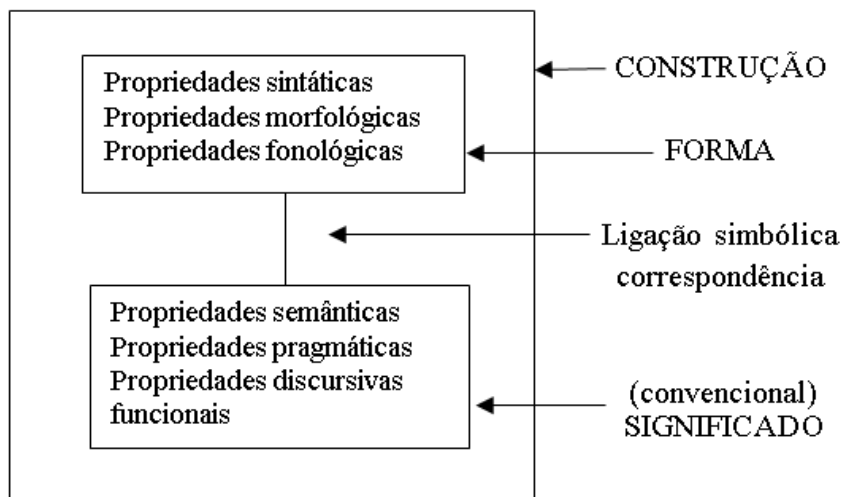 Propriedades sintáticas
Propriedades morfológicas
Propriedades fonológicas
CONSTRUÇÃO
FORMA
Ligação simbólica
correspondência
Propriedades semânticas
Propriedades pragmáticas
Propriedades discursivas
funcionais
(convencional)
SIGNIFICADO